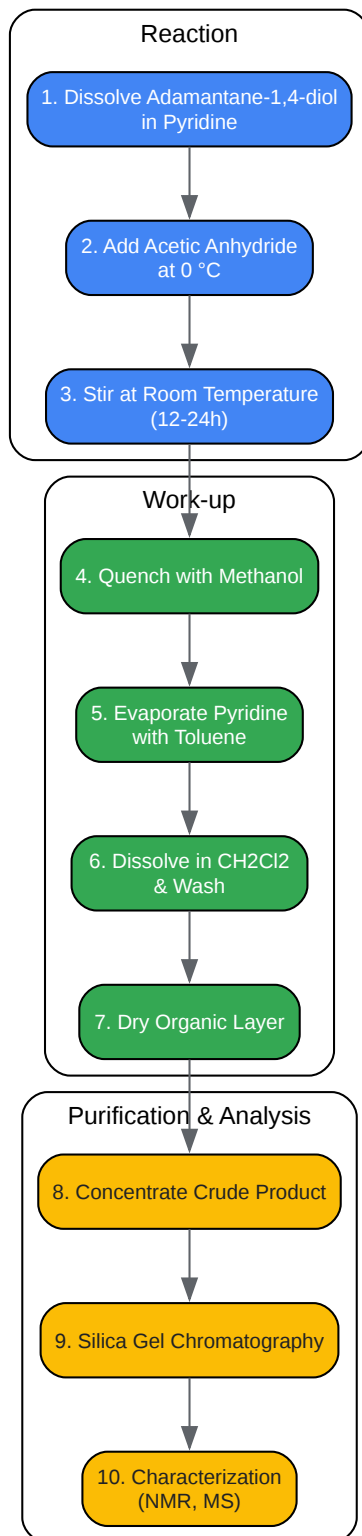 Reaction
1. Dissolve Adamantane-1,4-diol
in Pyridine
2. Add Acetic Anhydride
at 0 °C
3. Stir at Room Temperature
(12-24h)
Work-up
4. Quench with Methanol
5. Evaporate Pyridine
with Toluene
6. Dissolve in CH2Cl2
& Wash
7. Dry Organic Layer
Purification & Analysis
8. Concentrate Crude Product
9. Silica Gel Chromatography
10. Characterization
(NMR, MS)